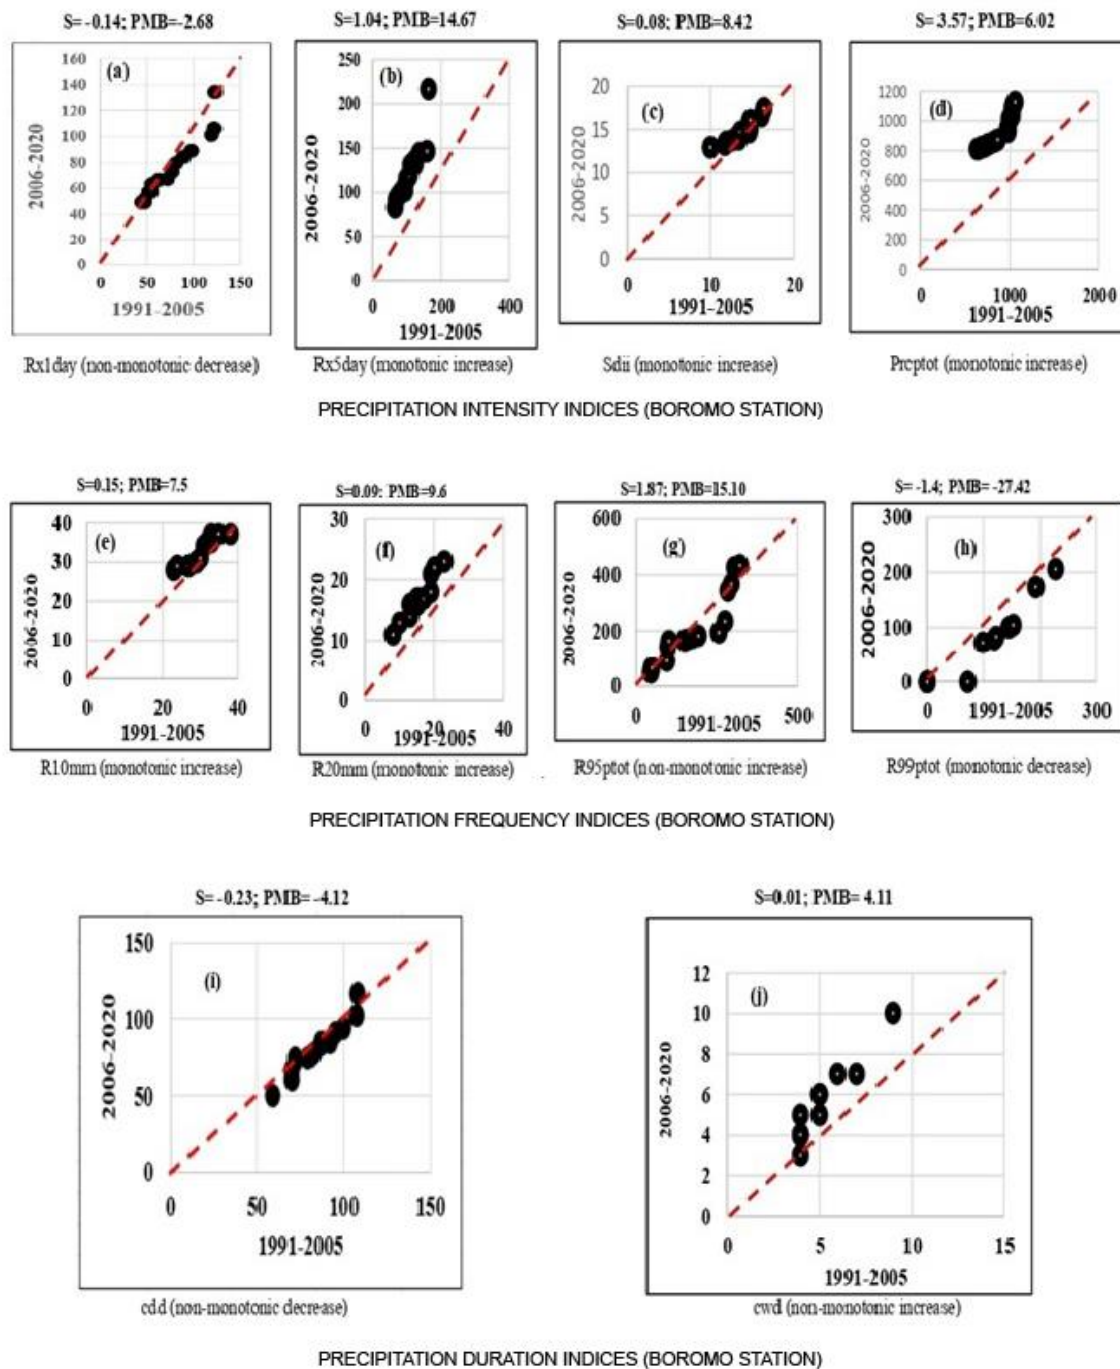 S= -0.14; PMB=-2.68
S=1.04; PMB=14.67
S=0.08; PMB=8.42
S=3.57; PMB=6.02
(a)
160
140
120
100
80
60
40
20
0
2006-2020
0 50 100 150
1991-2005
(b)
250
200
150
100
50
0
2006-2020
0 200 400
1991-2005
(c)
20
15
10
5
0
2006-2020
0 10 20
1991-2005
(d)
1200
1000
800
600
400
200
0
2006-2020
0 1000 2000
1991-2005
Rx1day (non-monotonic decrease)
Rx5day (monotonic increase)
Sdii (monotonic increase)
Prcptot (monotonic increase)
PRECIPITATION INTENSITY INDICES (BOROMO STATION)
S=0.15; PMB=7.5
S=0.09: PMB=9.6
S=1.87; PMB=15.10
S= -1.4; PMB= -27.42
(e)
40
30
20
10
0
2006-2020
0 20 40
1991-2005
(f)
30
20
10
0
2006-2020
0 20 40
1991-2005
(g)
600
400
200
0
2006-2020
0 500
1991-2005
(h)
300
200
100
0
2006-2020
0 300
1991-2005
R10mm (monotonic increase)
R20mm (monotonic increase)
R95ptot (non-monotonic increase)
R99ptot (monotonic decrease)
PRECIPITATION FREQUENCY INDICES (BOROMO STATION)
S= -0.23; PMB= -4.12
S=0.01; PMB= 4.11
(i)
150
100
50
0
2006-2020
0 50 100 150
1991-2005
(j)
12
10
8
6
4
2
0
2006-2020
0 5 10 15
1991-2005
cdd (non-monotonic decrease)
cwd (non-monotonic increase)
PRECIPITATION DURATION INDICES (BOROMO STATION)